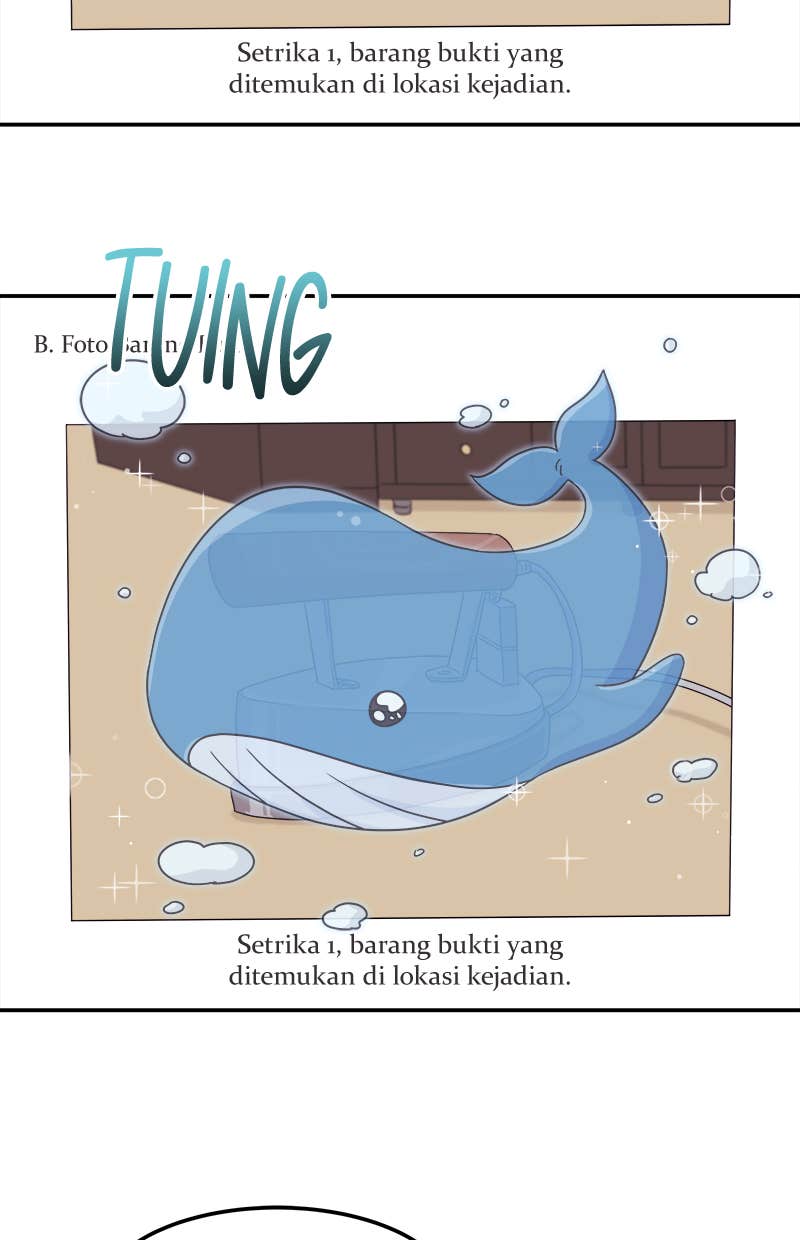 Setrika 1, barang bukti yang
ditemukan di lokasi kejadian.
TUING
B. Foto
Setrika 1, barang bukti yang
ditemukan di lokasi kejadian.